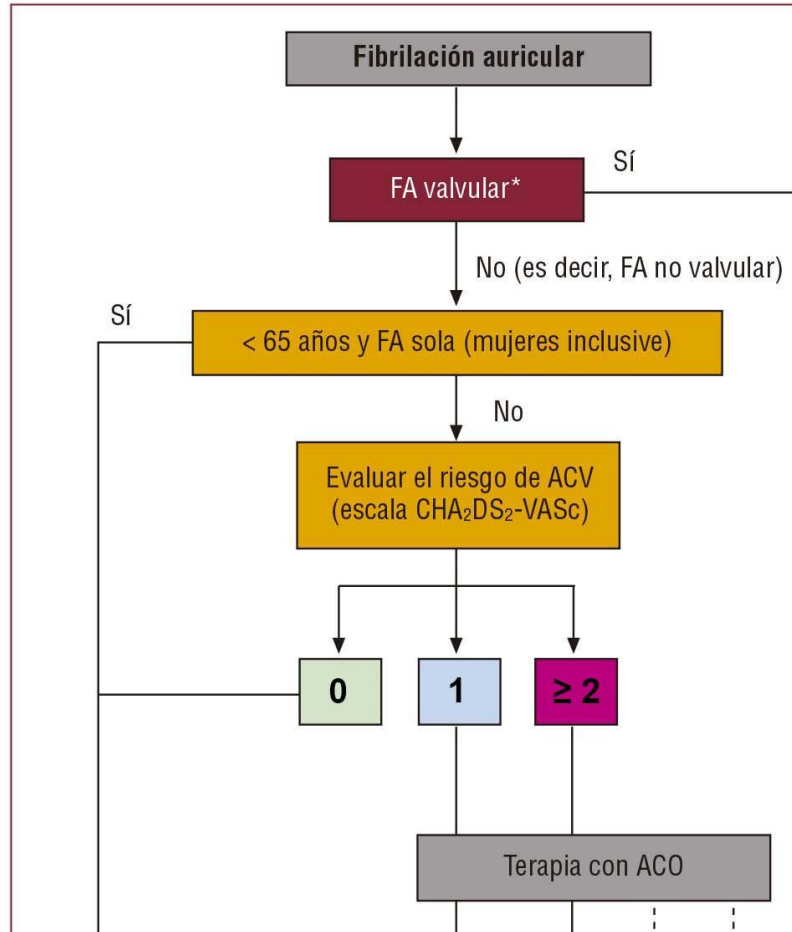 Fibrilación auricular
FA valvular*
Sí
No (es decir, FA no valvular)
Sí
< 65 años y FA sola (mujeres inclusive)
No
Evaluar el riesgo de ACV
(escala CHA₂DS₂-VASc)
0
1
≥ 2
Terapia con ACO